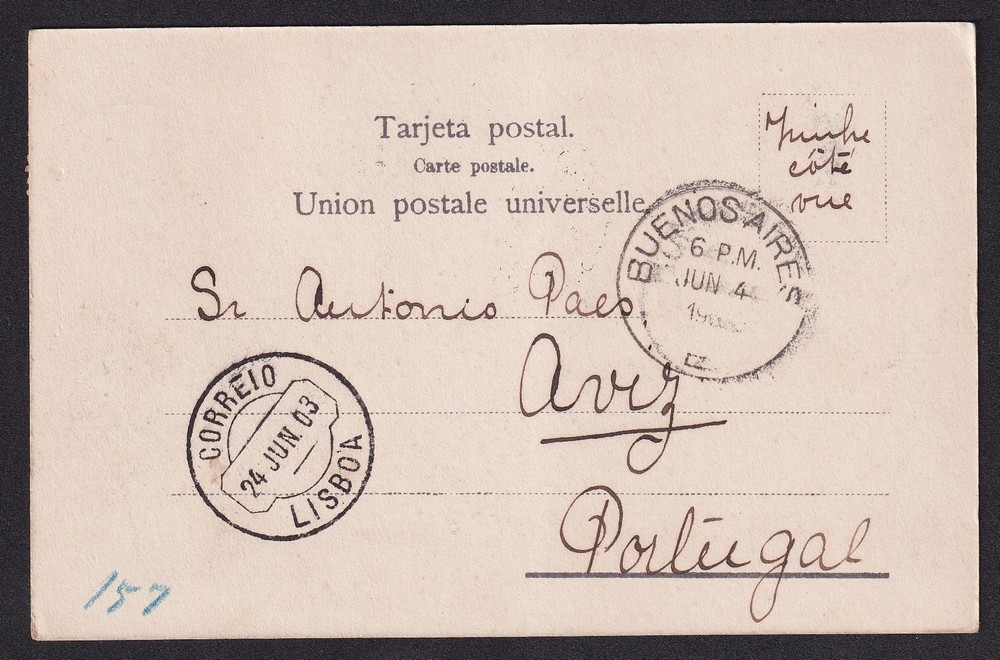 Tarjeta postal.
Carte postale.
Union postale universelle
côté
vue
BUENOS AIRES
6 P.M.
JUN 4
Sr Antonio Paes
Aviz
Portugal
CORREIO
24 JUN. 03
LISBOA
157